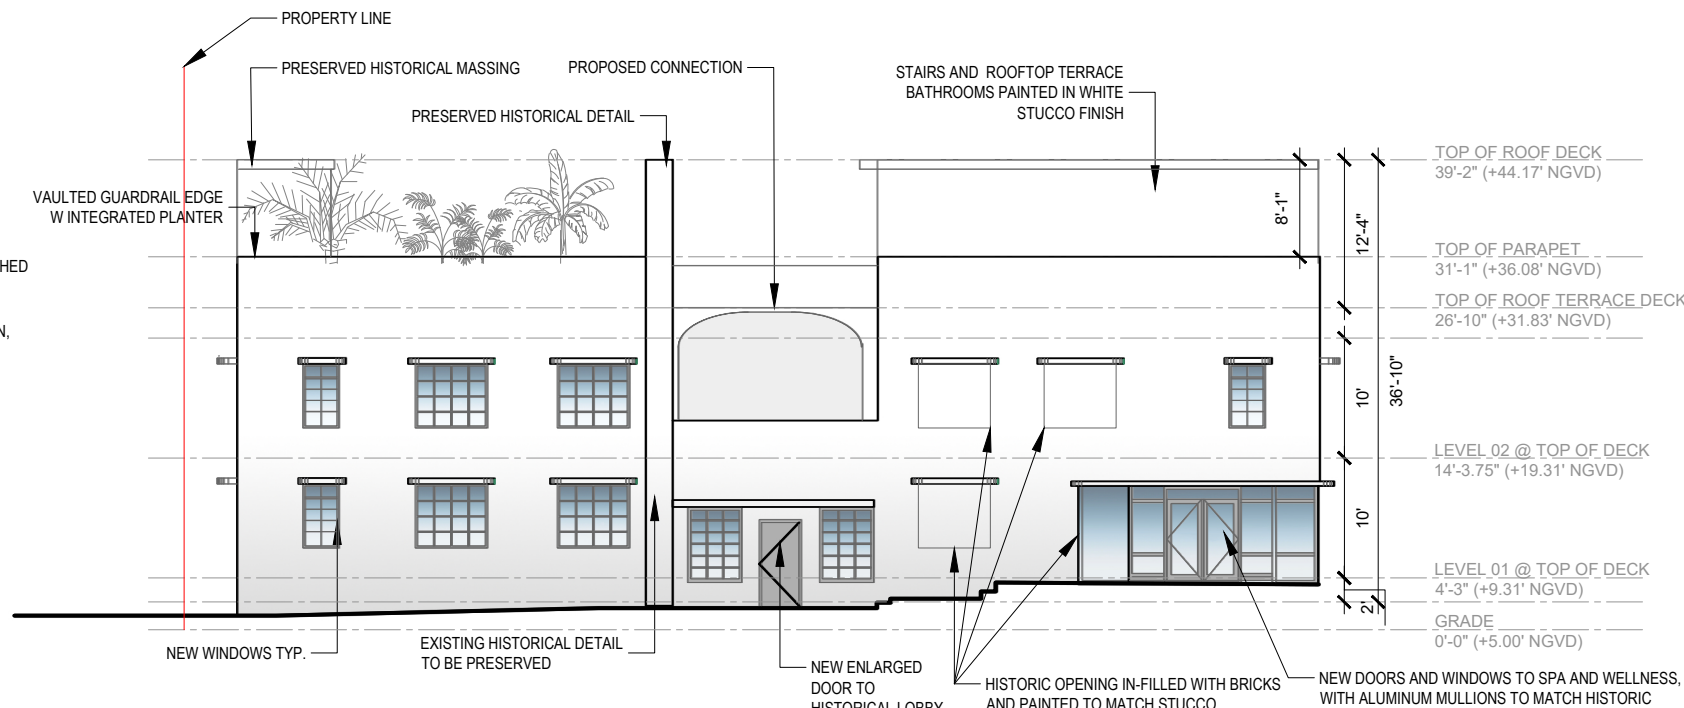 PROPERTY LINE
PRESERVED HISTORICAL MASSING
PROPOSED CONNECTION
STAIRS AND ROOFTOP TERRACE
BATHROOMS PAINTED IN WHITE
STUCCO FINISH
PRESERVED HISTORICAL DETAIL
VAULTED GUARDRAIL EDGE
W INTEGRATED PLANTER
HED
N,
TOP OF ROOF DECK
39'-2" (+44.17' NGVD)
8'-1"
12'-4"
TOP OF PARAPET
31'-1" (+36.08' NGVD)
TOP OF ROOF TERRACE DECK
26'-10" (+31.83' NGVD)
10'
36'-10"
LEVEL 02 @ TOP OF DECK
14'-3.75" (+19.31' NGVD)
10'
LEVEL 01 @ TOP OF DECK
4'-3" (+9.31' NGVD)
2'
GRADE
0'-0" (+5.00' NGVD)
NEW WINDOWS TYP.
EXISTING HISTORICAL DETAIL
TO BE PRESERVED
NEW ENLARGED
DOOR TO
HISTORICAL LOBBY
HISTORIC OPENING IN-FILLED WITH BRICKS
AND PAINTED TO MATCH STUCCO
NEW DOORS AND WINDOWS TO SPA AND WELLNESS,
WITH ALUMINUM MULLIONS TO MATCH HISTORIC